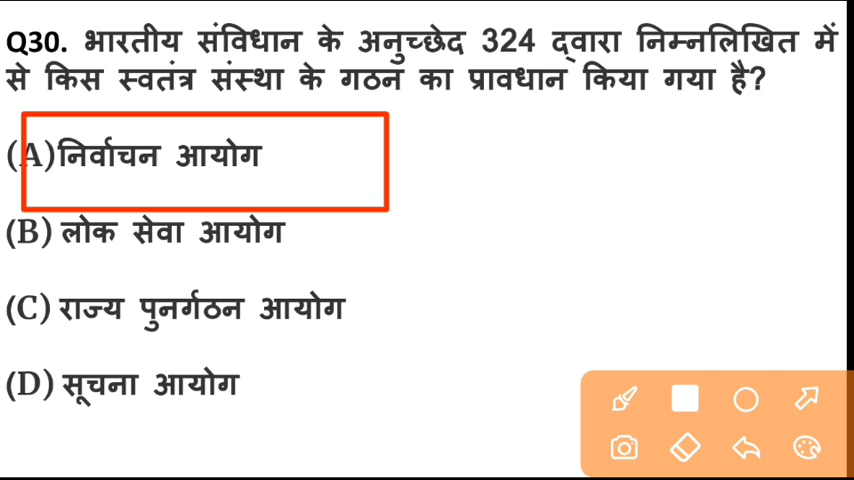 Q30. भारतीय संविधान के अनुच्छेद 324 द्वारा निम्नलिखित में
से किस स्वतंत्र संस्था के गठन का प्रावधान किया गया है?
(A)निर्वाचन आयोग
(B) लोक सेवा आयोग
(C) राज्य पुनर्गठन आयोग
(D) सूचना आयोग